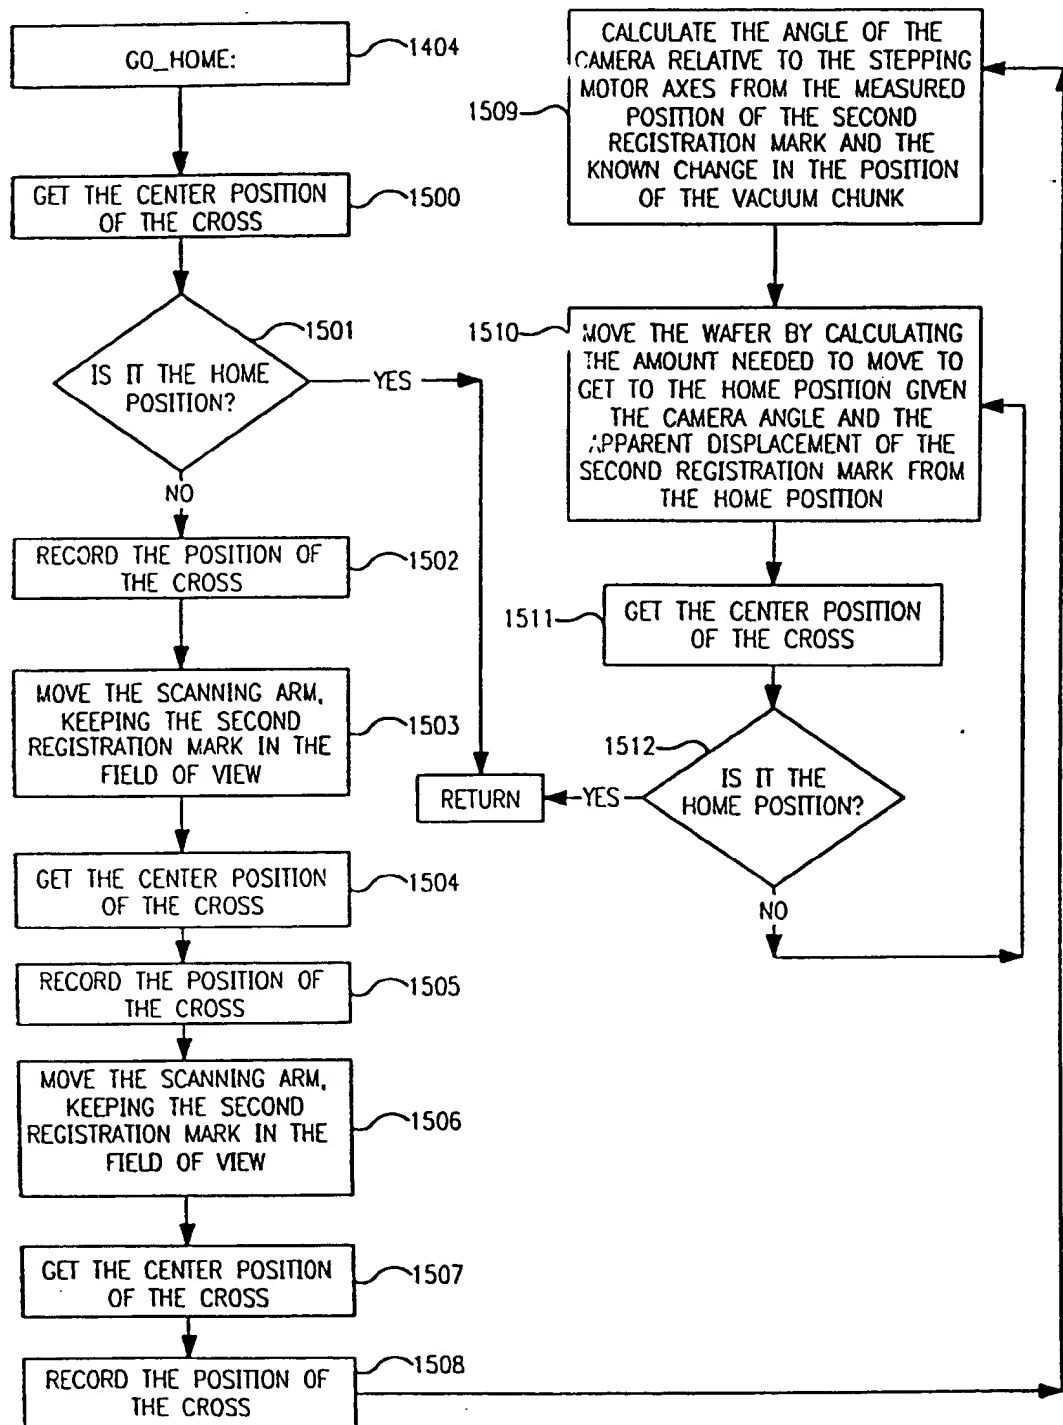 GO_HOME:
1404
GET THE CENTER POSITION
OF THE CROSS
1500
IS IT THE HOME
POSITION?
1501
YES
NO
RECORD THE POSITION OF
THE CROSS
1502
MOVE THE SCANNING ARM,
KEEPING THE SECOND
REGISTRATION MARK IN THE
FIELD OF VIEW
1503
GET THE CENTER POSITION
OF THE CROSS
1504
RECORD THE POSITION OF
THE CROSS
1505
MOVE THE SCANNING ARM,
KEEPING THE SECOND
REGISTRATION MARK IN THE
FIELD OF VIEW
1506
GET THE CENTER POSITION
OF THE CROSS
1507
RECORD THE POSITION OF
THE CROSS
1508
CALCULATE THE ANGLE OF THE
CAMERA RELATIVE TO THE STEPPING
MOTOR AXES FROM THE MEASURED
POSITION OF THE SECOND
REGISTRATION MARK AND THE
KNOWN CHANGE IN THE POSITION
OF THE VACUUM CHUNK
1509
1510
MOVE THE WAFER BY CALCULATING
THE AMOUNT NEEDED TO MOVE TO
GET TO THE HOME POSITION GIVEN
THE CAMERA ANGLE AND THE
APPARENT DISPLACEMENT OF THE
SECOND REGISTRATION MARK FROM
THE HOME POSITION
1511
GET THE CENTER POSITION
OF THE CROSS
1512
IS IT THE
HOME POSITION?
YES
RETURN
NO